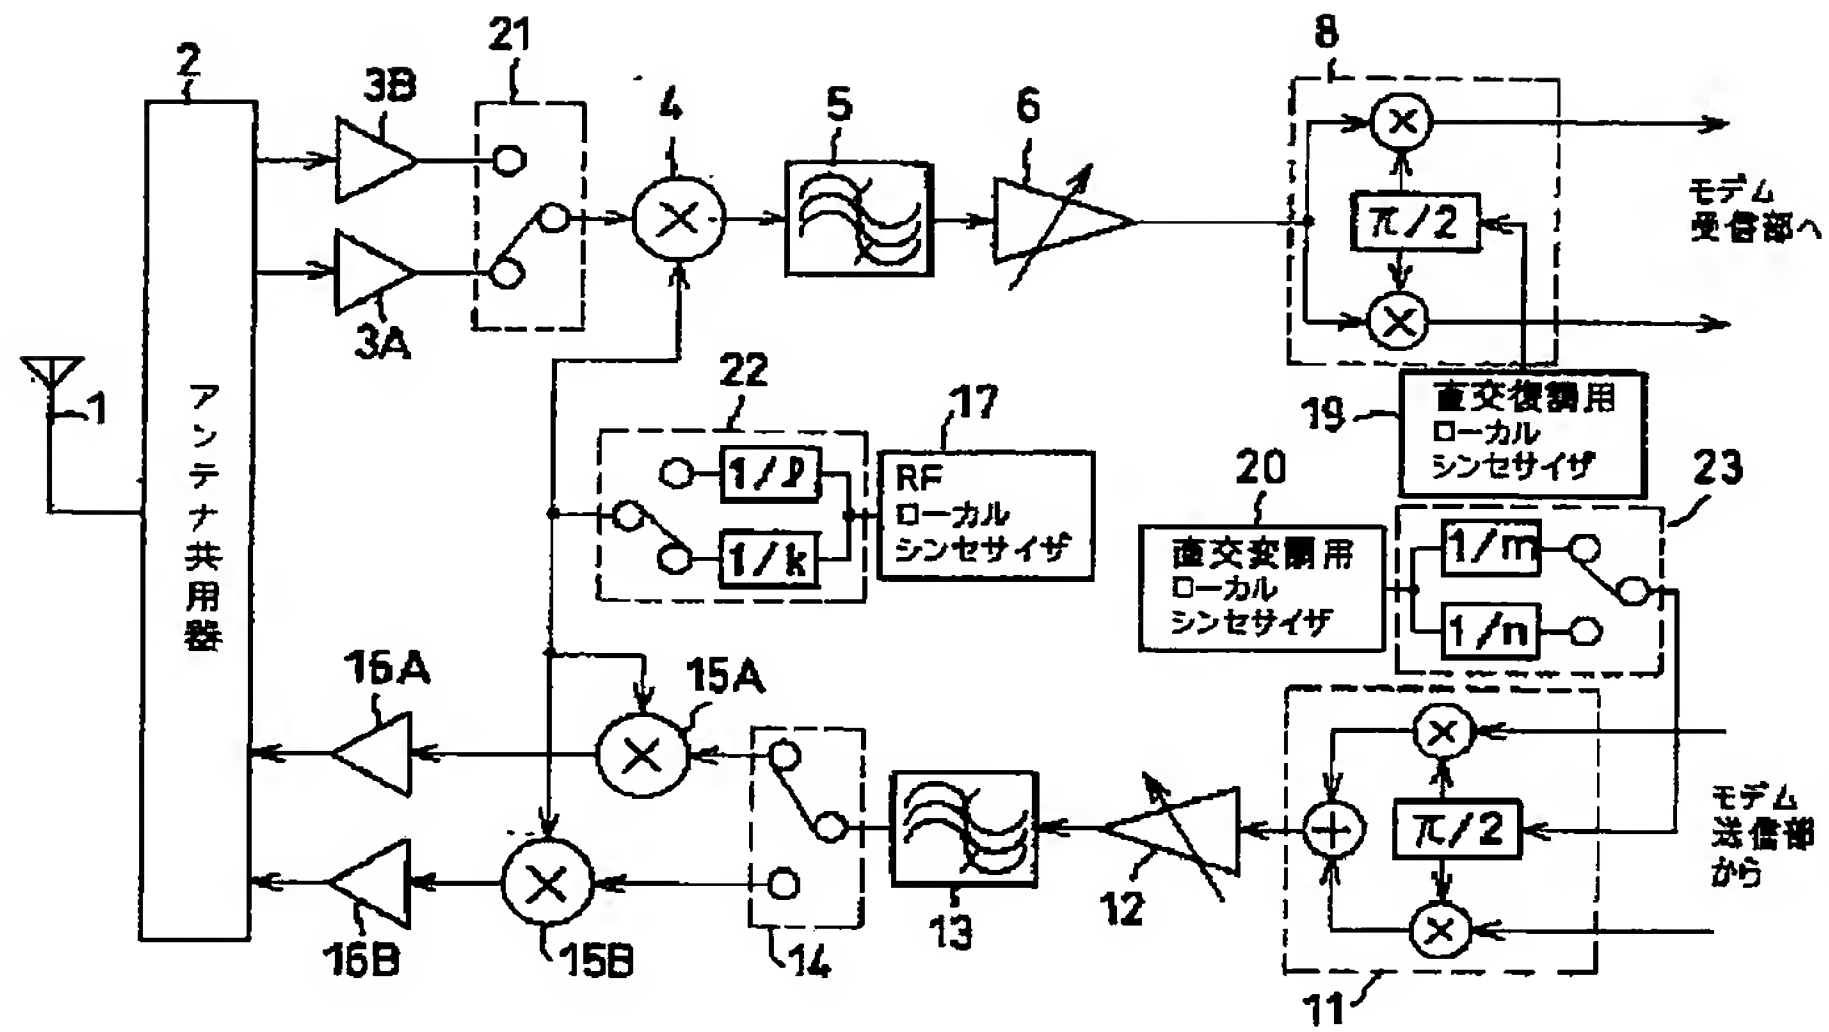 2
3B
21
4
5
6
8
モデム
受信部へ
π/2
3A
1
アンテナ共用器
22
17
1/ℓ
1/k
RF
ローカル
シンセサイザ
19
直交復調用
ローカル
シンセサイザ
20
直交変調用
ローカル
シンセサイザ
23
1/m
1/n
16A
15A
モデム
送信部
から
π/2
16B
15B
14
13
12
11